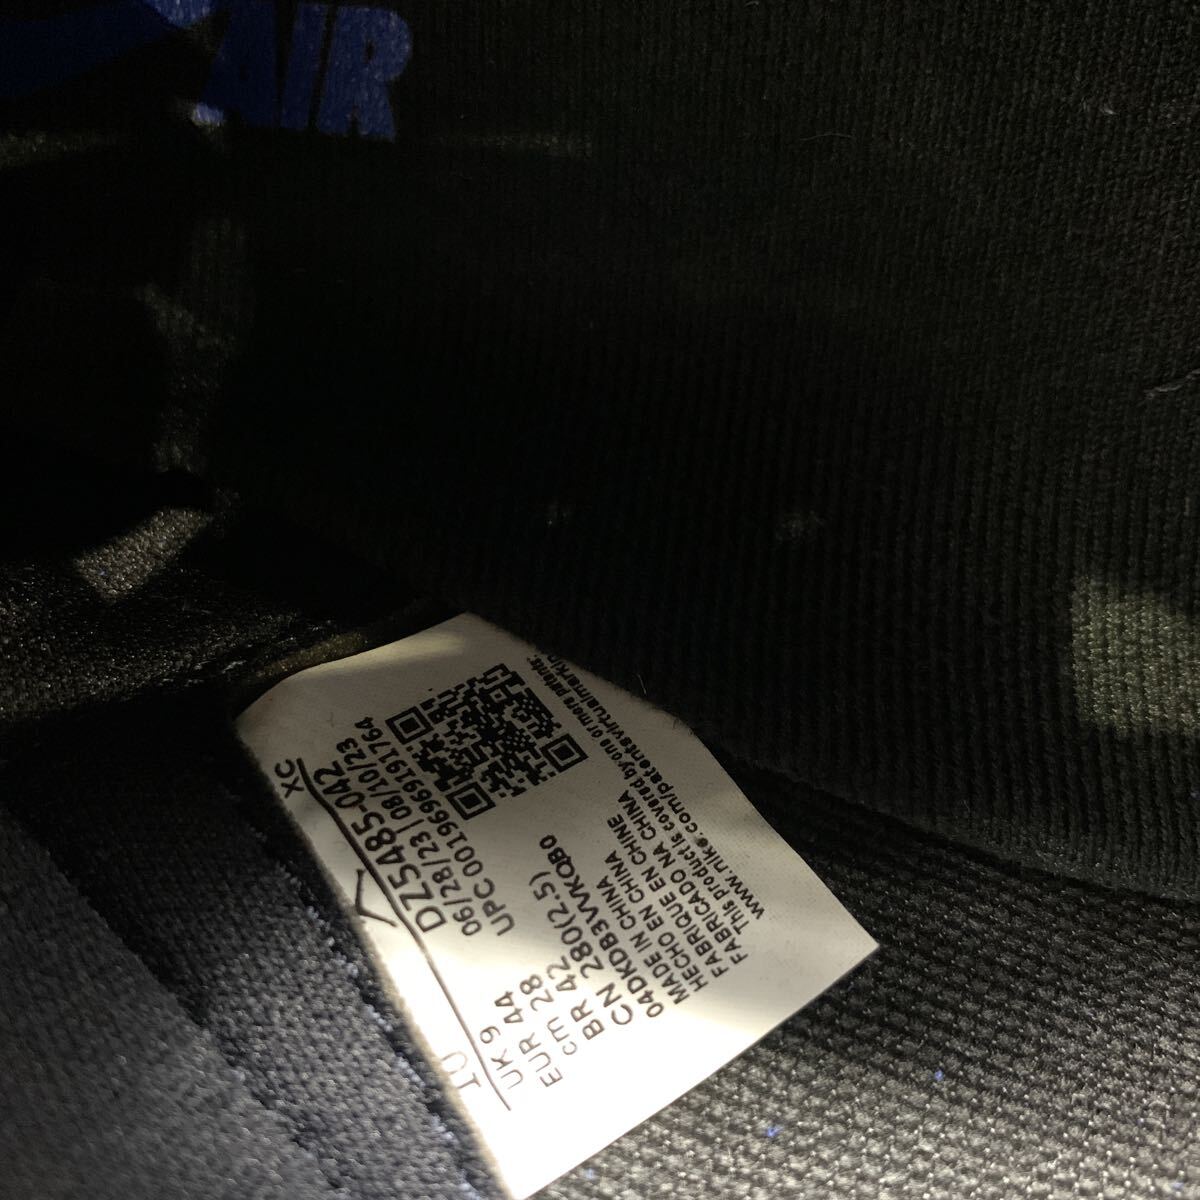 AIR
XC
DZ5485-042
06/28/23 | 08/10/23
UPC 00196969191764
10
UK 9
EUR 44
cm 28
BR 42
CN 280(2.5)
04DKDB3VVKQB0
MADE IN CHINA
HECHO EN CHINA
FABRIQUE EN CHINE
FABRICADO NA CHINA
This product is covered by one or more patents:
www.nike.com/patentsvirtualmarkin